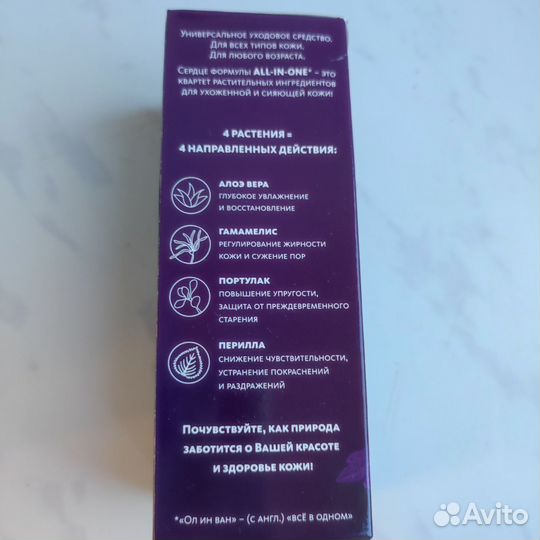 УНИВЕРСАЛЬНОЕ УХОДОВОЕ СРЕДСТВО.
ДЛЯ ВСЕХ ТИПОВ КОЖИ.
ДЛЯ ЛЮБОГО ВОЗРАСТА.
СЕРДЦЕ ФОРМУЛЫ ALL-IN-ONE* – ЭТО
КВАРТЕТ РАСТИТЕЛЬНЫХ ИНГРЕДИЕНТОВ
ДЛЯ УХОЖЕННОЙ И СИЯЮЩЕЙ КОЖИ!
4 РАСТЕНИЯ =
4 НАПРАВЛЕННЫХ ДЕЙСТВИЯ:
АЛОЭ ВЕРА
ГЛУБОКОЕ УВЛАЖНЕНИЕ
И ВОССТАНОВЛЕНИЕ
ГАМАМЕЛИС
РЕГУЛИРОВАНИЕ ЖИРНОСТИ
КОЖИ И СУЖЕНИЕ ПОР
ПОРТУЛАК
ПОВЫШЕНИЕ УПРУГОСТИ,
ЗАЩИТА ОТ ПРЕЖДЕВРЕМЕННОГО
СТАРЕНИЯ
ПЕРИЛЛА
СНИЖЕНИЕ ЧУВСТВИТЕЛЬНОСТИ,
УСТРАНЕНИЕ ПОКРАСНЕНИЙ
И РАЗДРАЖЕНИЙ
ПОЧУВСТВУЙТЕ, КАК ПРИРОДА
ЗАБОТИТСЯ О ВАШЕЙ КРАСОТЕ
И ЗДОРОВЬЕ КОЖИ!
*«ОЛ ИН ВАН» – (С АНГЛ.) «ВСЁ В ОДНОМ»
Avito